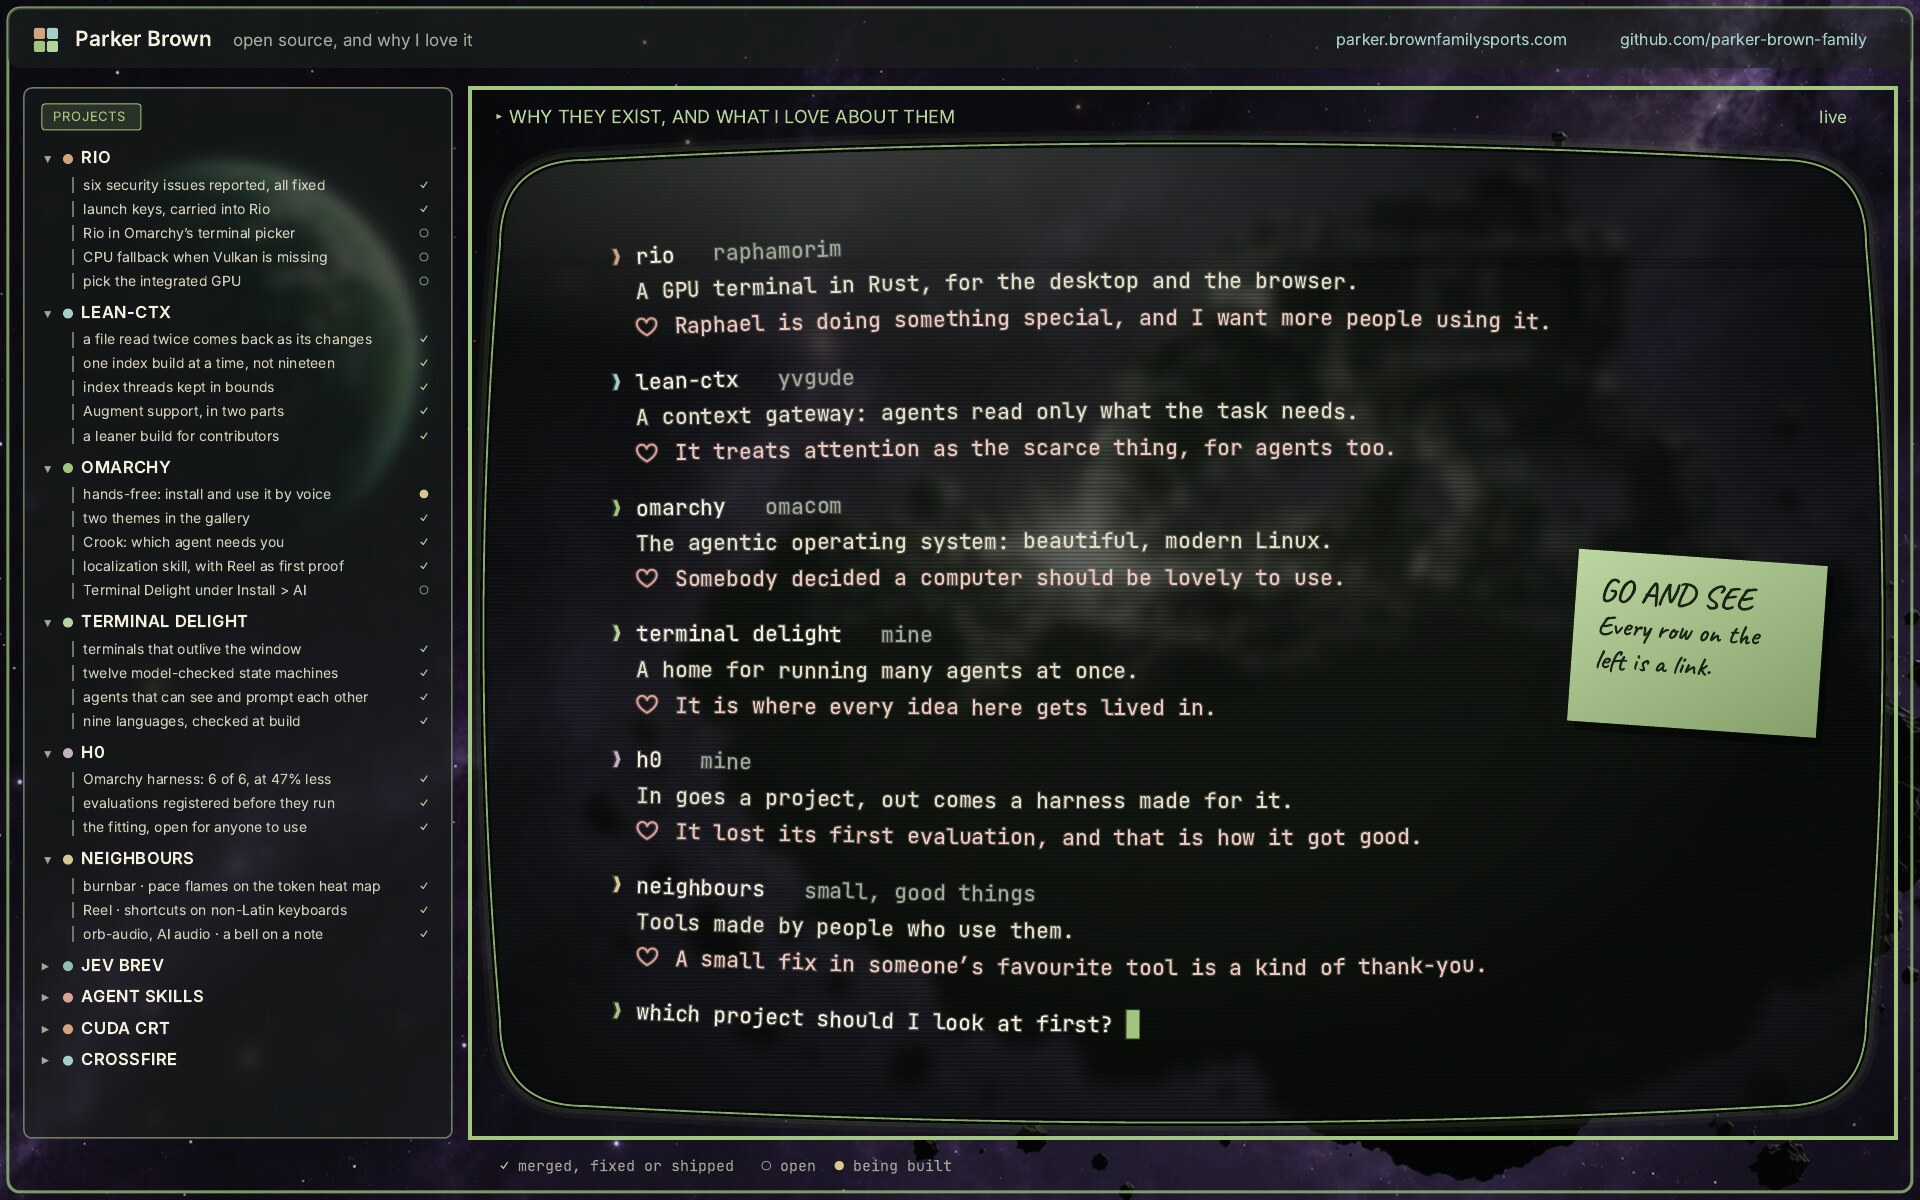 Parker Brown open source, and why I love it parker.brownfamilysports.com github.com/parker-brown-family
PROJECTS
RIO
six security issues reported, all fixed
launch keys, carried into Rio
Rio in Omarchy’s terminal picker
CPU fallback when Vulkan is missing
pick the integrated GPU
LEAN-CTX
a file read twice comes back as its changes
one index build at a time, not nineteen
index threads kept in bounds
Augment support, in two parts
a leaner build for contributors
OMARCHY
hands-free: install and use it by voice
two themes in the gallery
Crook: which agent needs you
localization skill, with Reel as first proof
Terminal Delight under Install > AI
TERMINAL DELIGHT
terminals that outlive the window
twelve model-checked state machines
agents that can see and prompt each other
nine languages, checked at build
H0
Omarchy harness: 6 of 6, at 47% less
evaluations registered before they run
the fitting, open for anyone to use
NEIGHBOURS
burnbar · pace flames on the token heat map
Reel · shortcuts on non-Latin keyboards
orb-audio, AI audio · a bell on a note
JEV BREV
AGENT SKILLS
CUDA CRT
CROSSFIRE
WHY THEY EXIST, AND WHAT I LOVE ABOUT THEM live
rio raphamorim
A GPU terminal in Rust, for the desktop and the browser.
Raphael is doing something special, and I want more people using it.
lean-ctx yvgude
A context gateway: agents read only what the task needs.
It treats attention as the scarce thing, for agents too.
omarchy omacom
The agentic operating system: beautiful, modern Linux.
Somebody decided a computer should be lovely to use.
terminal delight mine
A home for running many agents at once.
It is where every idea here gets lived in.
h0 mine
In goes a project, out comes a harness made for it.
It lost its first evaluation, and that is how it got good.
neighbours small, good things
Tools made by people who use them.
A small fix in someone’s favourite tool is a kind of thank-you.
which project should I look at first?
GO AND SEE
Every row on the
left is a link.
merged, fixed or shipped open being built